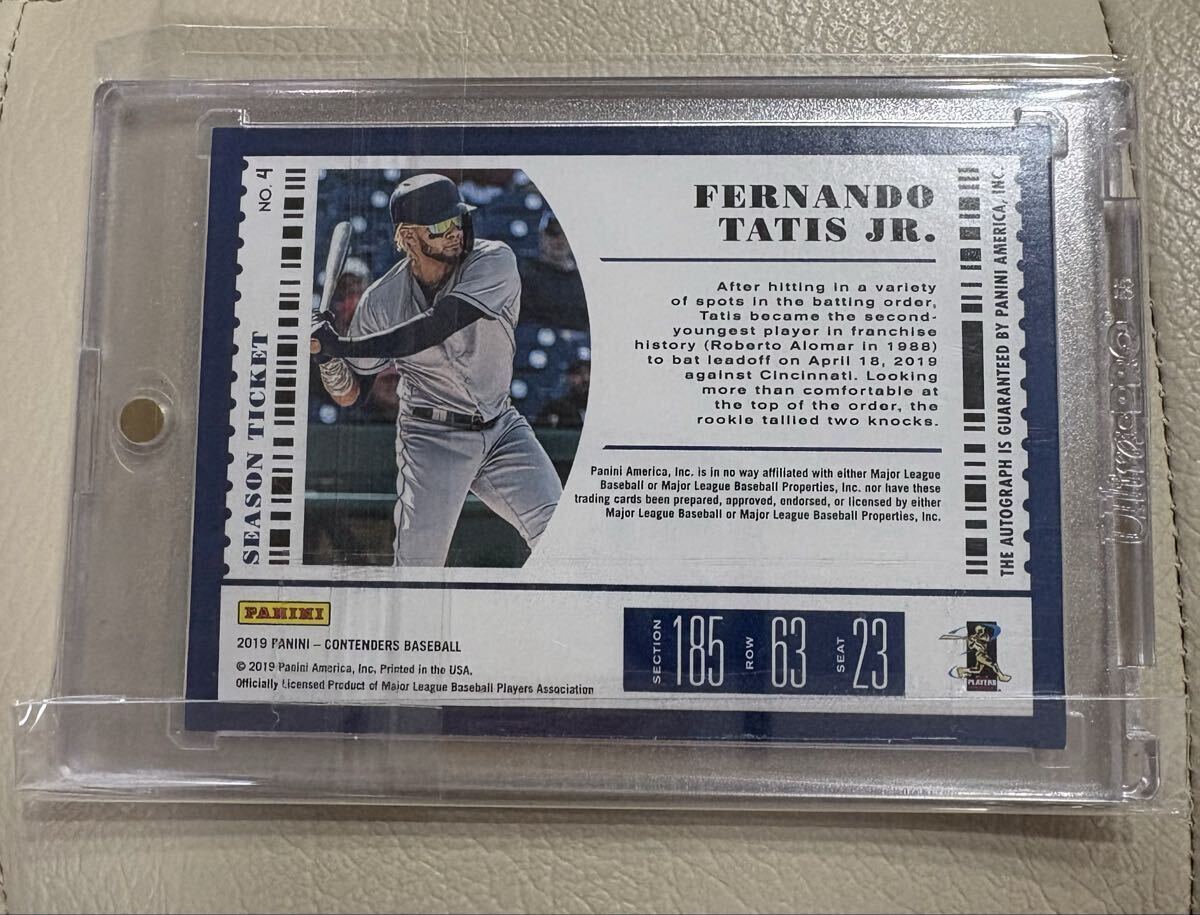 NO. 4
SEASON TICKET
FERNANDO
TATIS JR.
After hitting in a variety
of spots in the batting order,
Tatis became the second-
youngest player in franchise
history (Roberto Alomar in 1988)
to bat leadoff on April 18, 2019
against Cincinnati. Looking
more than comfortable at
the top of the order, the
rookie tallied two knocks.
Panini America, Inc. is in no way affiliated with either Major League
Baseball or Major League Baseball Properties, Inc. nor have these
trading cards been prepared, approved, endorsed, or licensed by either
Major League Baseball or Major League Baseball Properties, Inc.
THE AUTOGRAPH IS GUARANTEED BY PANINI AMERICA, INC.
PANINI
2019 PANINI – CONTENDERS BASEBALL
© 2019 Panini America, Inc. Printed in the USA.
Officially Licensed Product of Major League Baseball Players Association
SECTION 185 ROW 63 SEAT 23
PLAYERS